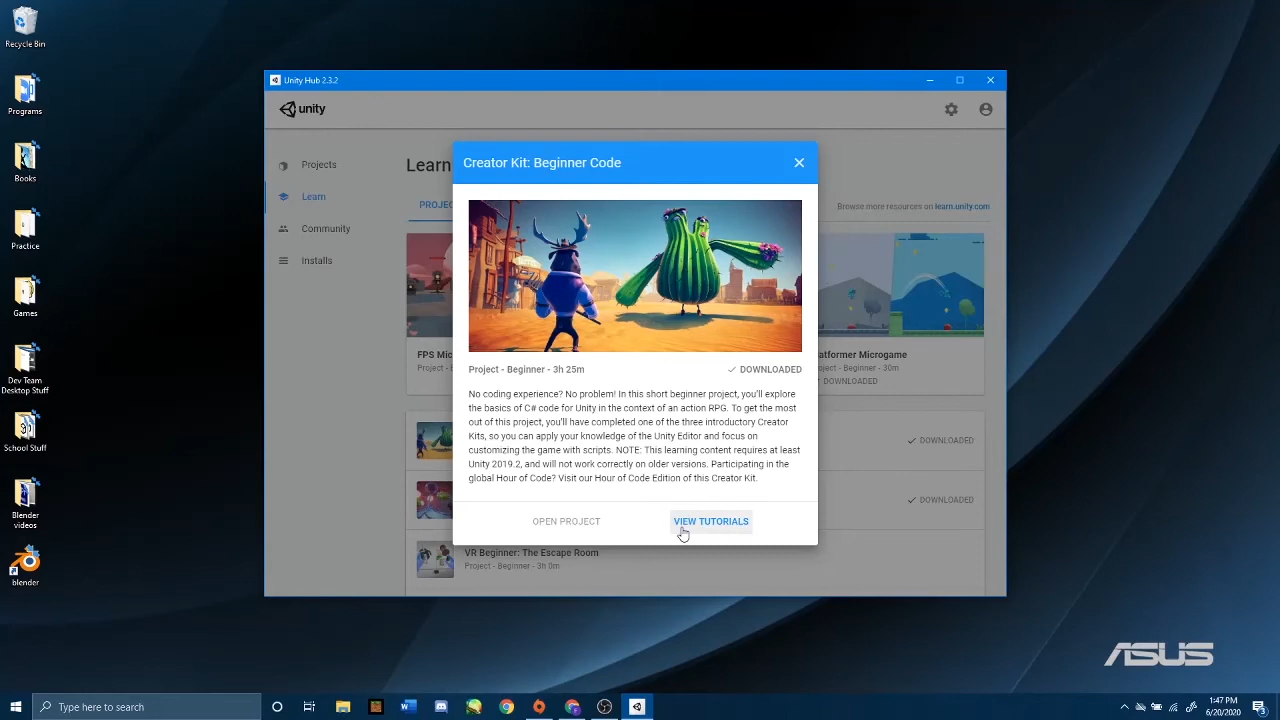 Recycle Bin
Programs
Books
Practice
Games
Dev Team
Desktop Stuff
School Stuff
Blender
videos
Blender
Unity Hub 2.3.2
unity
Projects
Learn
Community
Installs
Learn
PROJEC
Browse more resources on learn.unity.com
FPS Mic
Project - B
atformer Microgame
oject - Beginner - 30m
DOWNLOADED
DOWNLOADED
DOWNLOADED
VR Beginner: The Escape Room
Project - Beginner - 3h 0m
Creator Kit: Beginner Code
Project - Beginner - 3h 25m
DOWNLOADED
No coding experience? No problem! In this short beginner project, you'll explore
the basics of C# code for Unity in the context of an action RPG. To get the most
out of this project, you'll have completed one of the three introductory Creator
Kits, so you can apply your knowledge of the Unity Editor and focus on
customizing the game with scripts. NOTE: This learning content requires at least
Unity 2019.2, and will not work correctly on older versions. Participating in the
global Hour of Code? Visit our Hour of Code Edition of this Creator Kit.
OPEN PROJECT
VIEW TUTORIALS
ASUS
Type here to search
1:47 PM
6/20/2020
3